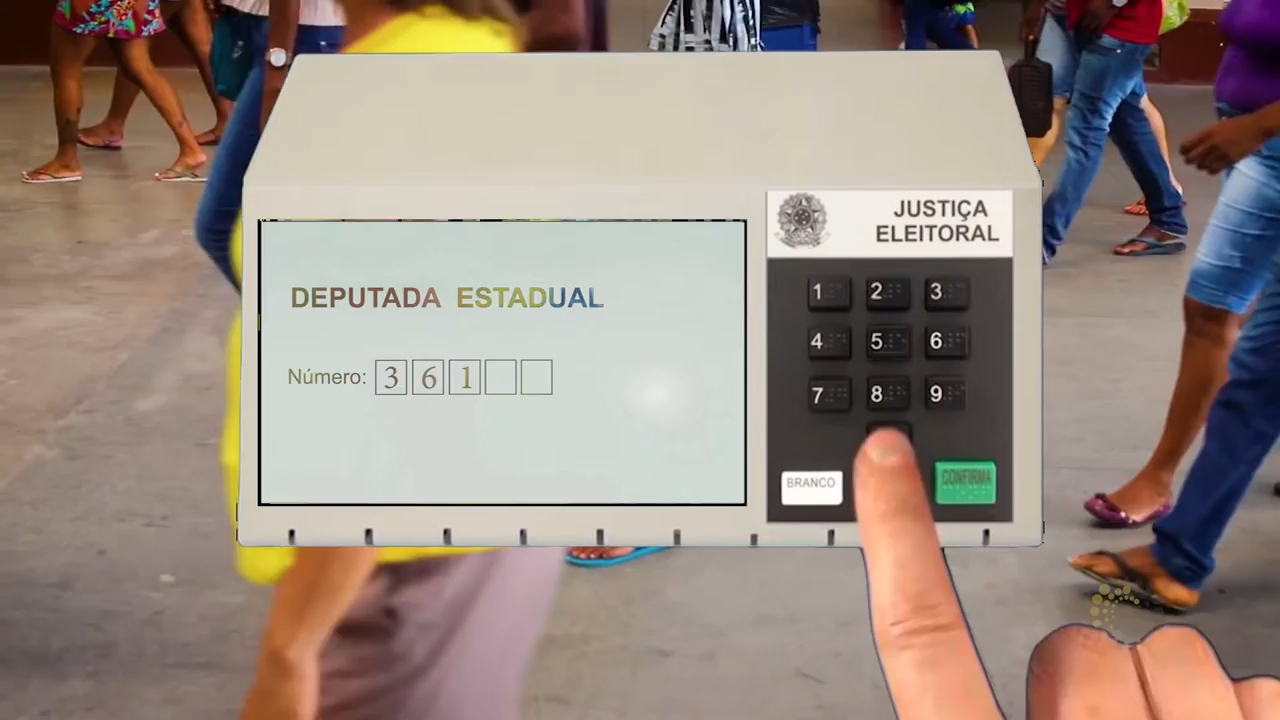 JUSTIÇA
ELEITORAL
DEPUTADA ESTADUAL
Número: 3 6 1
1 2 3
4 5 6
7 8 9
BRANCO
CONFIRMA